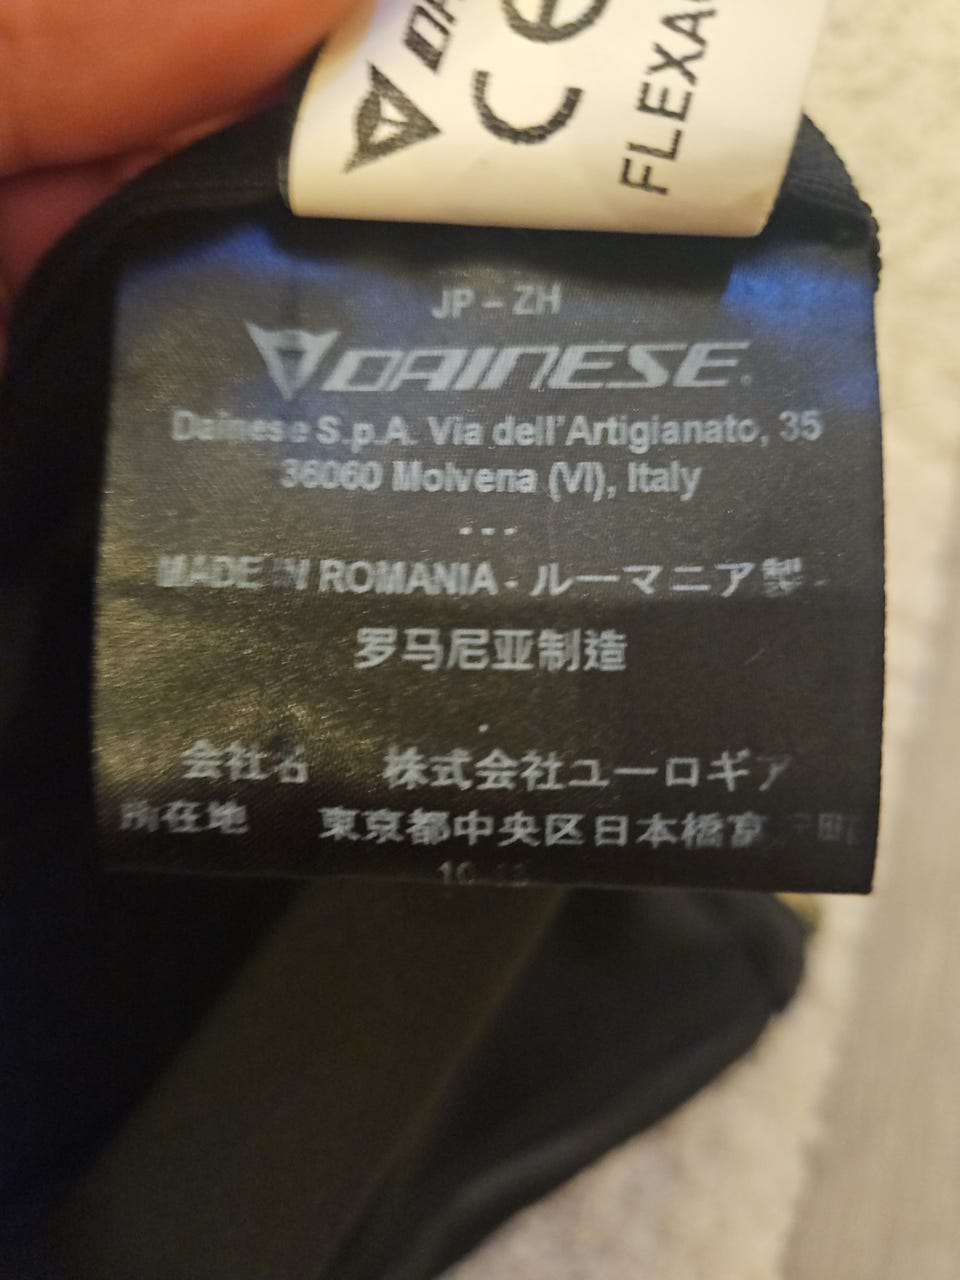 CE
JP - ZH
DAINESE
Dainese S.p.A. Via dell'Artigianato, 35
36060 Molvena (VI), Italy
...
MADE IN ROMANIA - ルーマニア製
罗马尼亚制造
会社名 株式会社ユーロギア
所在地 東京都中央区日本橋富